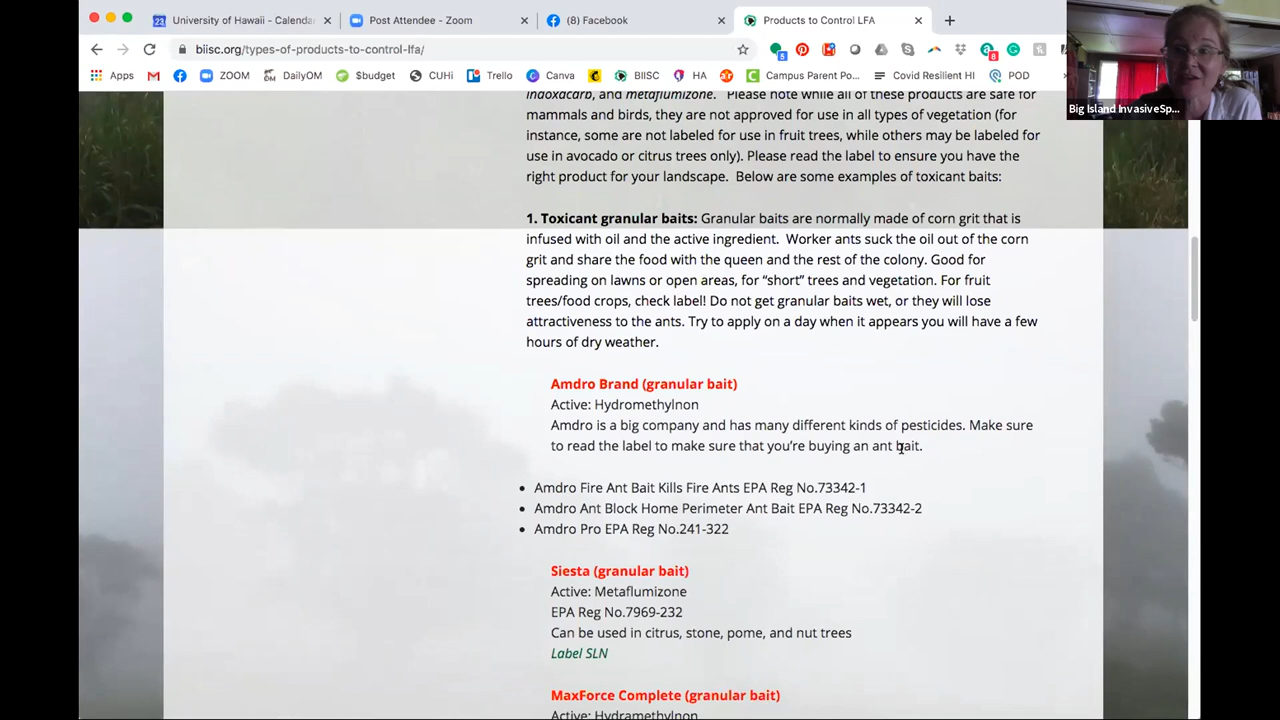 University of Hawaii - Calenda
Post Attendee - Zoom
(8) Facebook
Products to Control LFA
biisc.org/types-of-products-to-control-lfa/
Apps
ZOOM
DailyOM
$budget
CUHi
Trello
Canva
BIISC
HA
Campus Parent Po...
Covid Resilient HI
POD
Big Island InvasiveSp...
indoxacarb, and metaflumizone. Please note while all of these products are safe for
mammals and birds, they are not approved for use in all types of vegetation (for
instance, some are not labeled for use in fruit trees, while others may be labeled for
use in avocado or citrus trees only). Please read the label to ensure you have the
right product for your landscape. Below are some examples of toxicant baits:
1. Toxicant granular baits: Granular baits are normally made of corn grit that is
infused with oil and the active ingredient. Worker ants suck the oil out of the corn
grit and share the food with the queen and the rest of the colony. Good for
spreading on lawns or open areas, for “short” trees and vegetation. For fruit
trees/food crops, check label! Do not get granular baits wet, or they will lose
attractiveness to the ants. Try to apply on a day when it appears you will have a few
hours of dry weather.
Amdro Brand (granular bait)
Active: Hydromethylnon
Amdro is a big company and has many different kinds of pesticides. Make sure
to read the label to make sure that you’re buying an ant bait.
• Amdro Fire Ant Bait Kills Fire Ants EPA Reg No.73342-1
• Amdro Ant Block Home Perimeter Ant Bait EPA Reg No.73342-2
• Amdro Pro EPA Reg No.241-322
Siesta (granular bait)
Active: Metaflumizone
EPA Reg No.7969-232
Can be used in citrus, stone, pome, and nut trees
Label SLN
MaxForce Complete (granular bait)
Active: Hydramethylnon